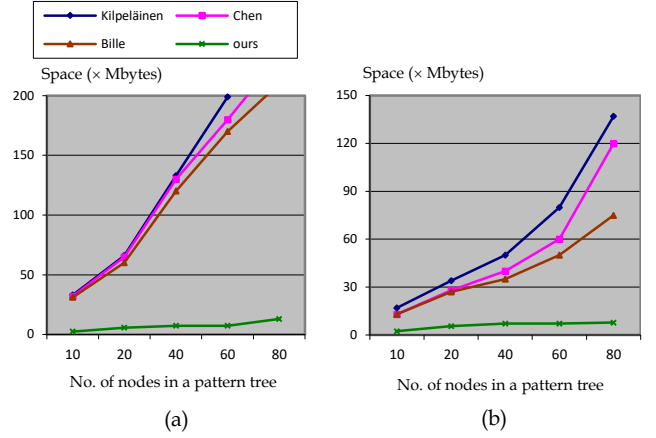 Kilpeläinen
Chen
Bille
ours
Space (× Mbytes)
200
150
100
50
0
10 20 40 60 80
No. of nodes in a pattern tree
(a)
Space (× Mbytes)
150
120
90
60
30
0
10 20 40 60 80
No. of nodes in a pattern tree
(b)